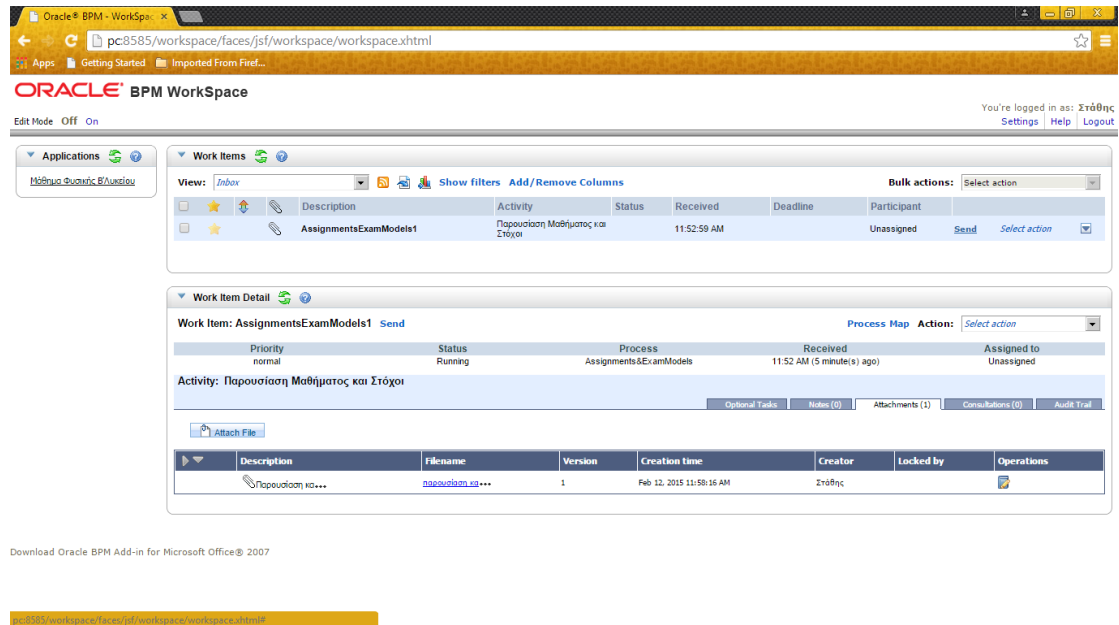 Oracle® BPM - WorkSpac
pc:8585/workspace/faces/jsf/workspace/workspace.xhtml
Apps Getting Started Imported From Firef...
ORACLE® BPM WorkSpace
You're logged in as: Στάθης
Edit Mode Off On Settings Help Logout
Applications
Μάθημα Φυσικής Β'Λυκείου
Work Items
View: Inbox Show filters Add/Remove Columns Bulk actions: Select action
Description Activity Status Received Deadline Participant
AssignmentsExamModels1 Παρουσίαση Μαθήματος και Στόχοι 11:52:59 AM Unassigned Send Select action
Work Item Detail
Work Item: AssignmentsExamModels1 Send Process Map Action: Select action
Priority Status Process Received Assigned to
normal Running Assignments&ExamModels 11:52 AM (5 minute(s) ago) Unassigned
Activity: Παρουσίαση Μαθήματος και Στόχοι
Optional Tasks Notes (0) Attachments (1) Consultations (0) Audit Trail
Attach File
Description Filename Version Creation time Creator Locked by Operations
Παρουσίαση κα... παρουσίαση κα... 1 Feb 12, 2015 11:58:16 AM Στάθης
Download Oracle BPM Add-in for Microsoft Office® 2007
pc:8585/workspace/faces/jsf/workspace/workspace.xhtml#